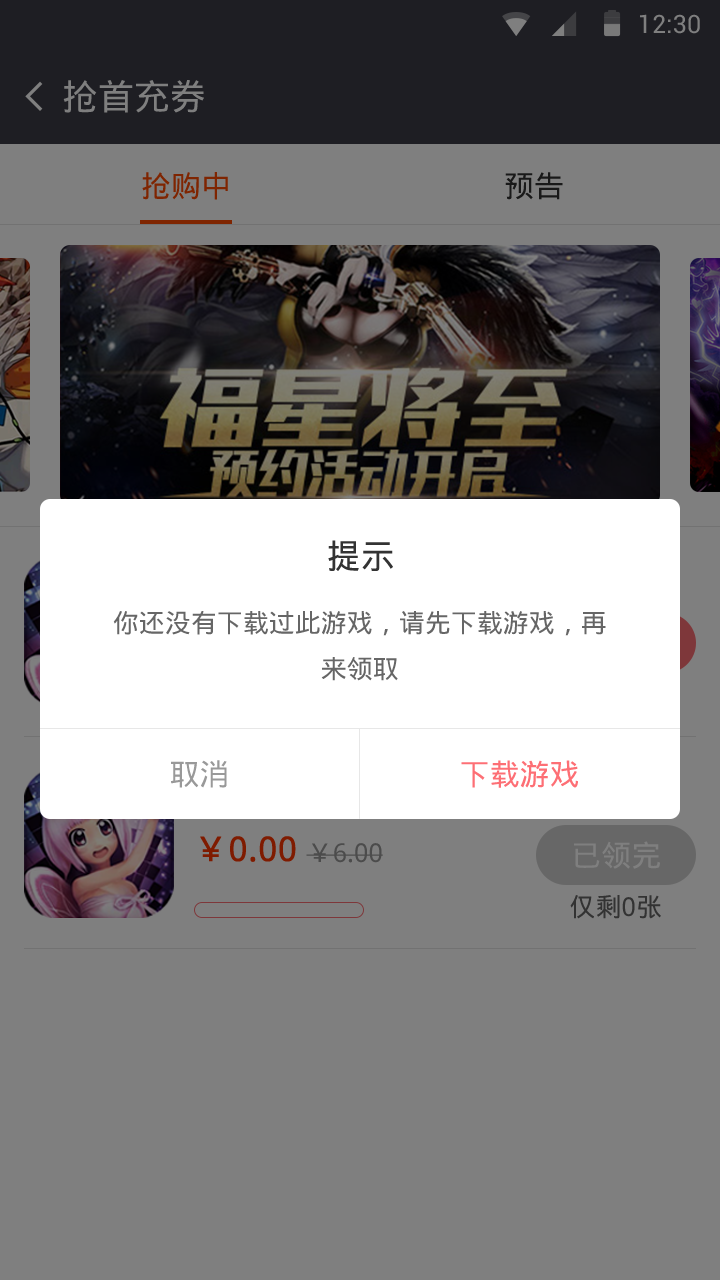 12:30
抢首充券
抢购中
预告
福星将至
预约活动开启
提示
你还没有下载过此游戏，请先下载游戏，再
来领取
取消
下载游戏
￥0.00 ￥6.00
已领完
仅剩0张